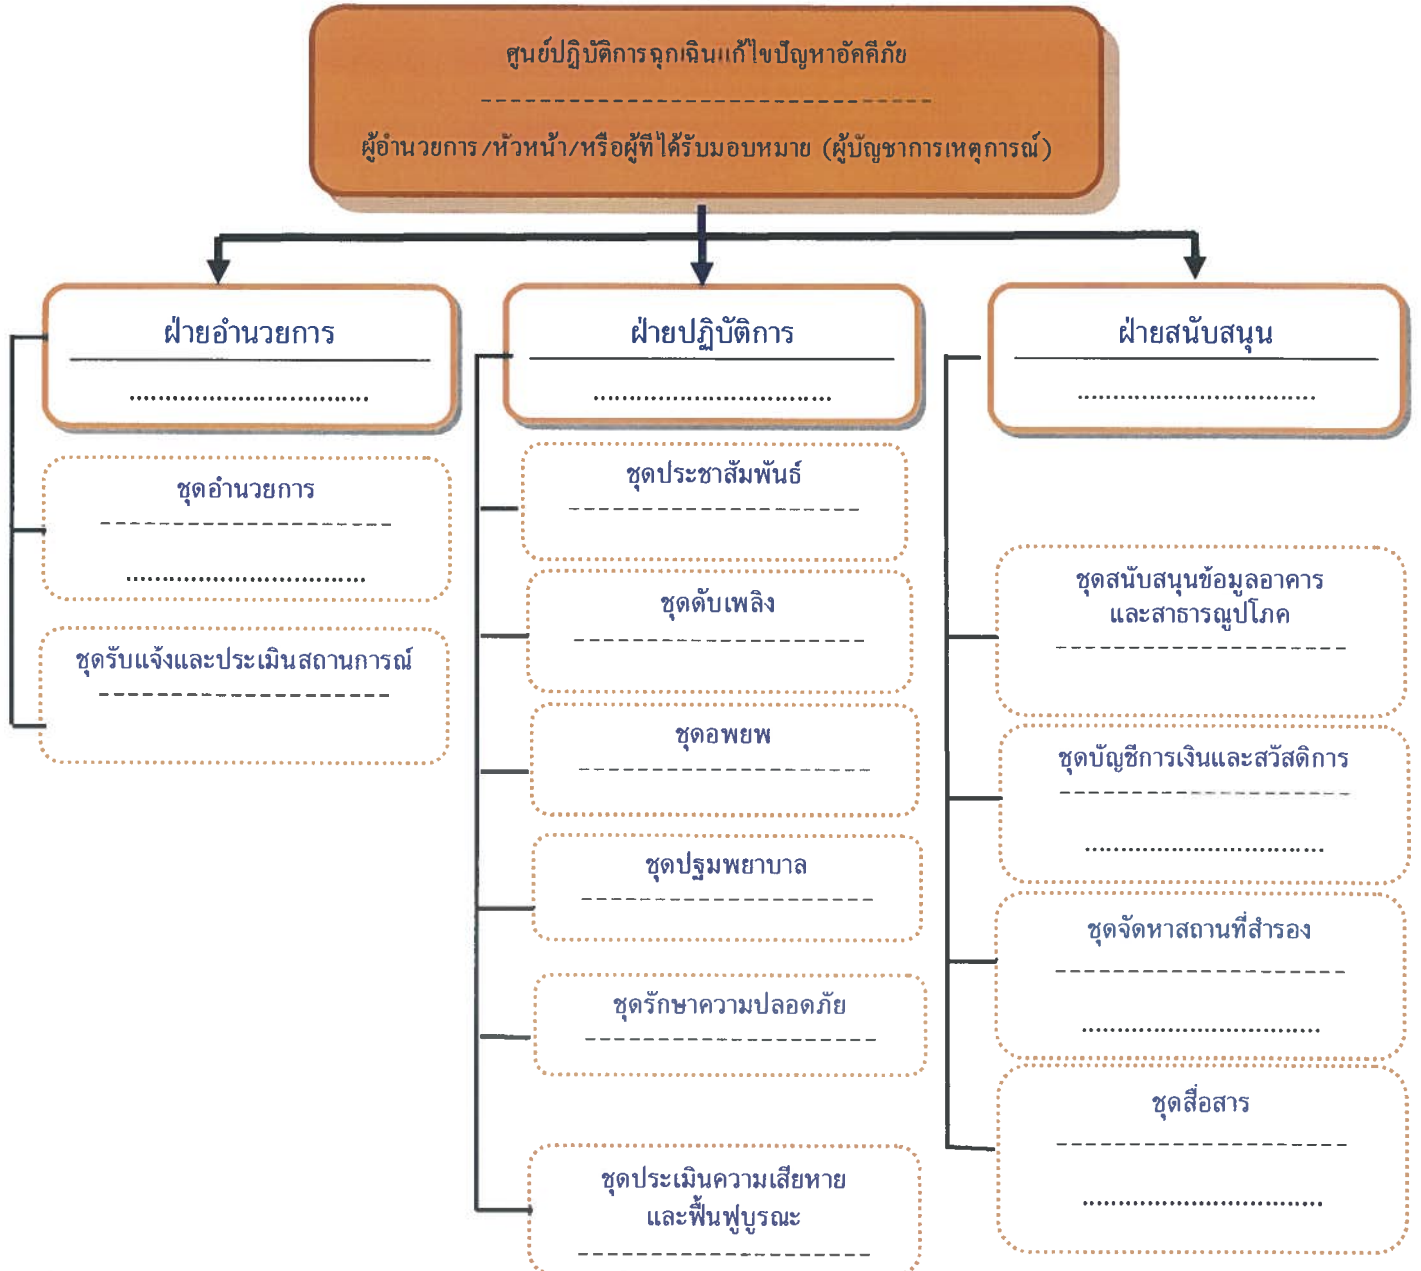 ศูนย์ปฏิบัติการฉุกเฉินแก้ไขปัญหาอัคคีภัย
ผู้อำนวยการ/หัวหน้า/หรือผู้ที่ได้รับมอบหมาย (ผู้บัญชาการเหตุการณ์)
ฝ่ายอำนวยการ
ชุดอำนวยการ
ชุดรับแจ้งและประเมินสถานการณ์
ฝ่ายปฏิบัติการ
ชุดประชาสัมพันธ์
ชุดดับเพลิง
ชุดอพยพ
ชุดปฐมพยาบาล
ชุดรักษาความปลอดภัย
ชุดประเมินความเสียหาย
และฟื้นฟูบูรณะ
ฝ่ายสนับสนุน
ชุดสนับสนุนข้อมูลอาคาร
และสาธารณูปโภค
ชุดบัญชีการเงินและสวัสดิการ
ชุดจัดหาสถานที่สำรอง
ชุดสื่อสาร